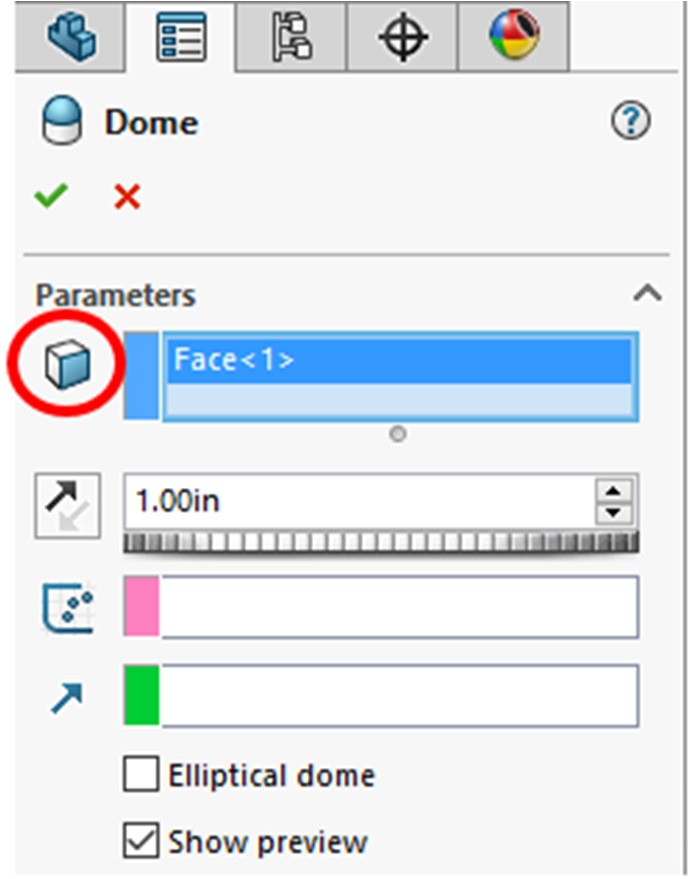 Dome
Parameters
Face<1>
1.00in
Elliptical dome
Show preview